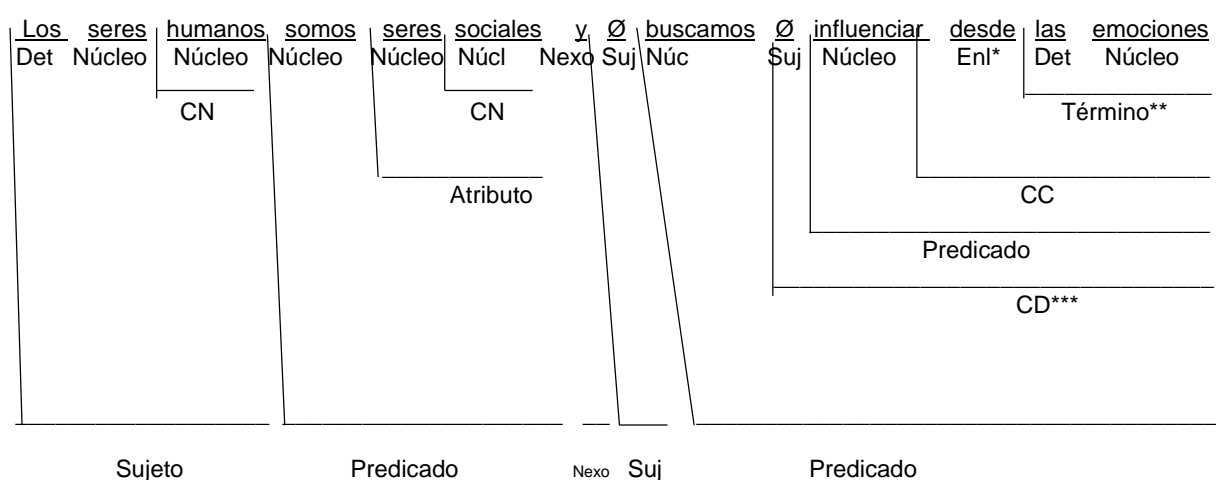 Los seres humanos somos seres sociales y Ø buscamos Ø influenciar desde las emociones
Det Núcleo Núcleo Núcleo Núcleo Núcl Nexo Suj Núc Suj Núcleo Enl* Det Núcleo
CN CN Término**
Atributo CC
Predicado
CD***
Sujeto Predicado Nexo Suj Predicado